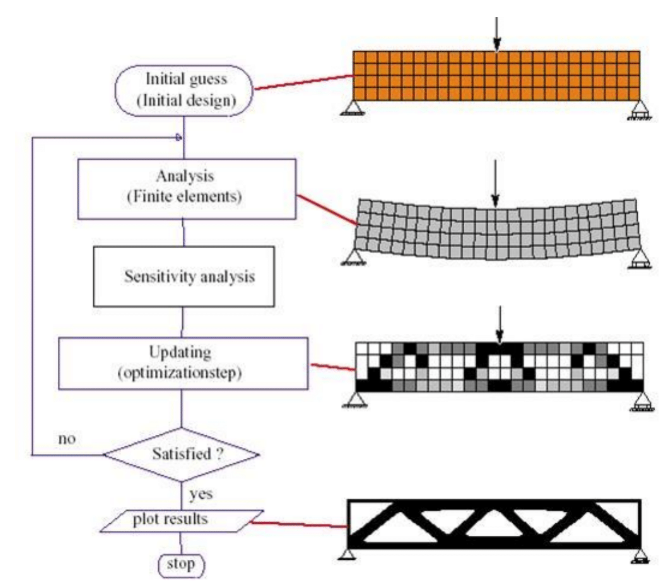 Initial guess
(Initial design)
Analysis
(Finite elements)
Sensitivity analysis
Updating
(optimizationstep)
Satisfied ?
no
yes
plot results
stop